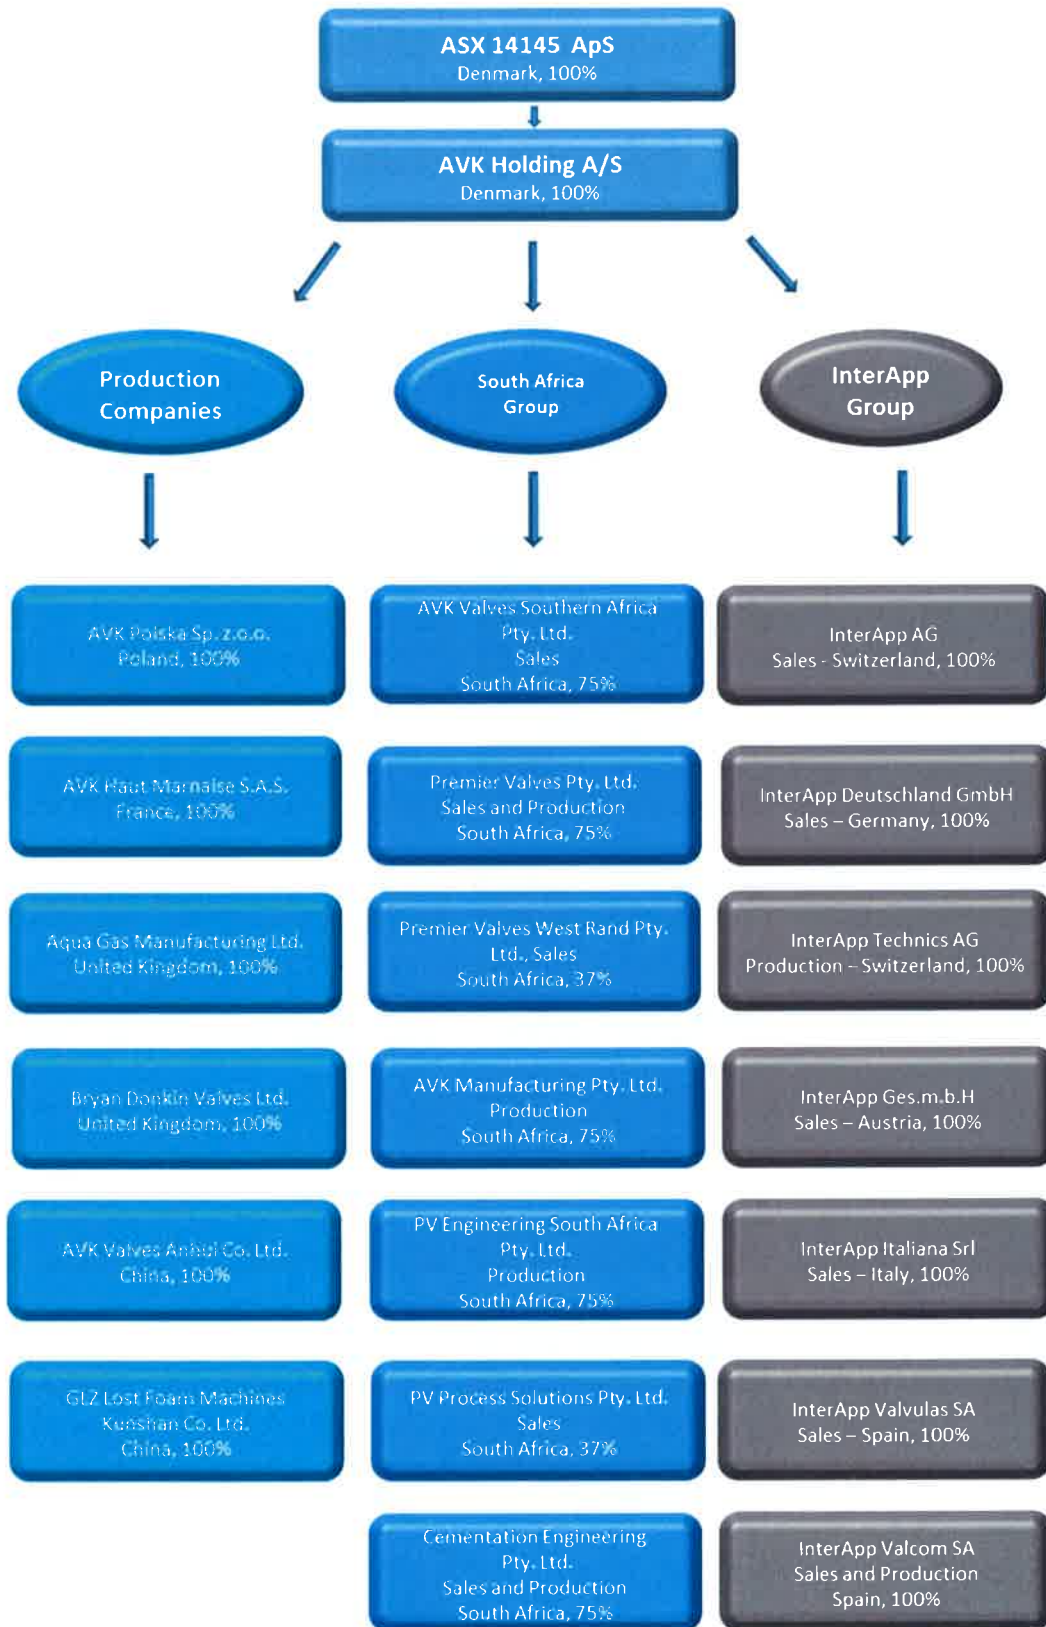 ASX 14145 ApS
Denmark, 100%
AVK Holding A/S
Denmark, 100%
Production
Companies
South Africa
Group
InterApp
Group
AVK Polska Sp. z.o.o.
Poland, 100%
AVK Haut Marnaise S.A.S.
France, 100%
Aqua Gas Manufacturing Ltd.
United Kingdom, 100%
Bryan Donkin Valves Ltd.
United Kingdom, 100%
AVK Valves Anhui Co. Ltd.
China, 100%
GLZ Lost Foam Machines
Kunshan Co. Ltd.
China, 100%
AVK Valves Southern Africa
Pty. Ltd.
Sales
South Africa, 75%
Premier Valves Pty. Ltd.
Sales and Production
South Africa, 75%
Premier Valves West Rand Pty.
Ltd., Sales
South Africa, 37%
AVK Manufacturing Pty. Ltd.
Production
South Africa, 75%
PV Engineering South Africa
Pty. Ltd.
Production
South Africa, 75%
PV Process Solutions Pty. Ltd.
Sales
South Africa, 37%
Cementation Engineering
Pty. Ltd.
Sales and Production
South Africa, 75%
InterApp AG
Sales - Switzerland, 100%
InterApp Deutschland GmbH
Sales – Germany, 100%
InterApp Technics AG
Production – Switzerland, 100%
InterApp Ges.m.b.H
Sales – Austria, 100%
InterApp Italiana Srl
Sales – Italy, 100%
InterApp Valvulas SA
Sales – Spain, 100%
InterApp Valcom SA
Sales and Production
Spain, 100%